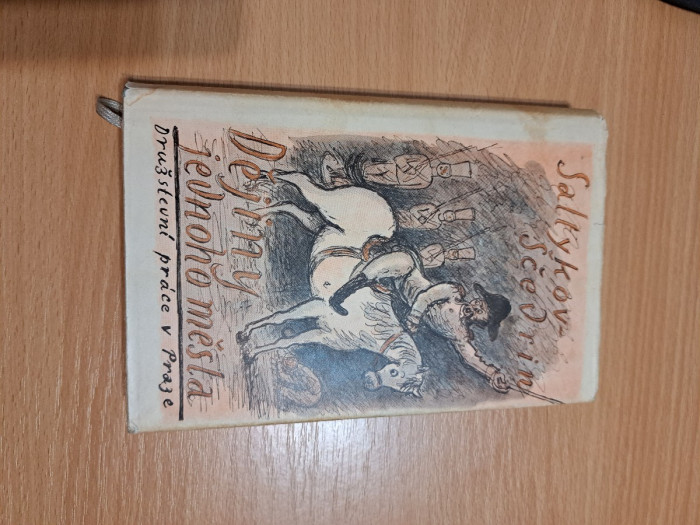 Saltykov
Ščedrin
Dějiny
jednoho města
Družstevní práce v Praze